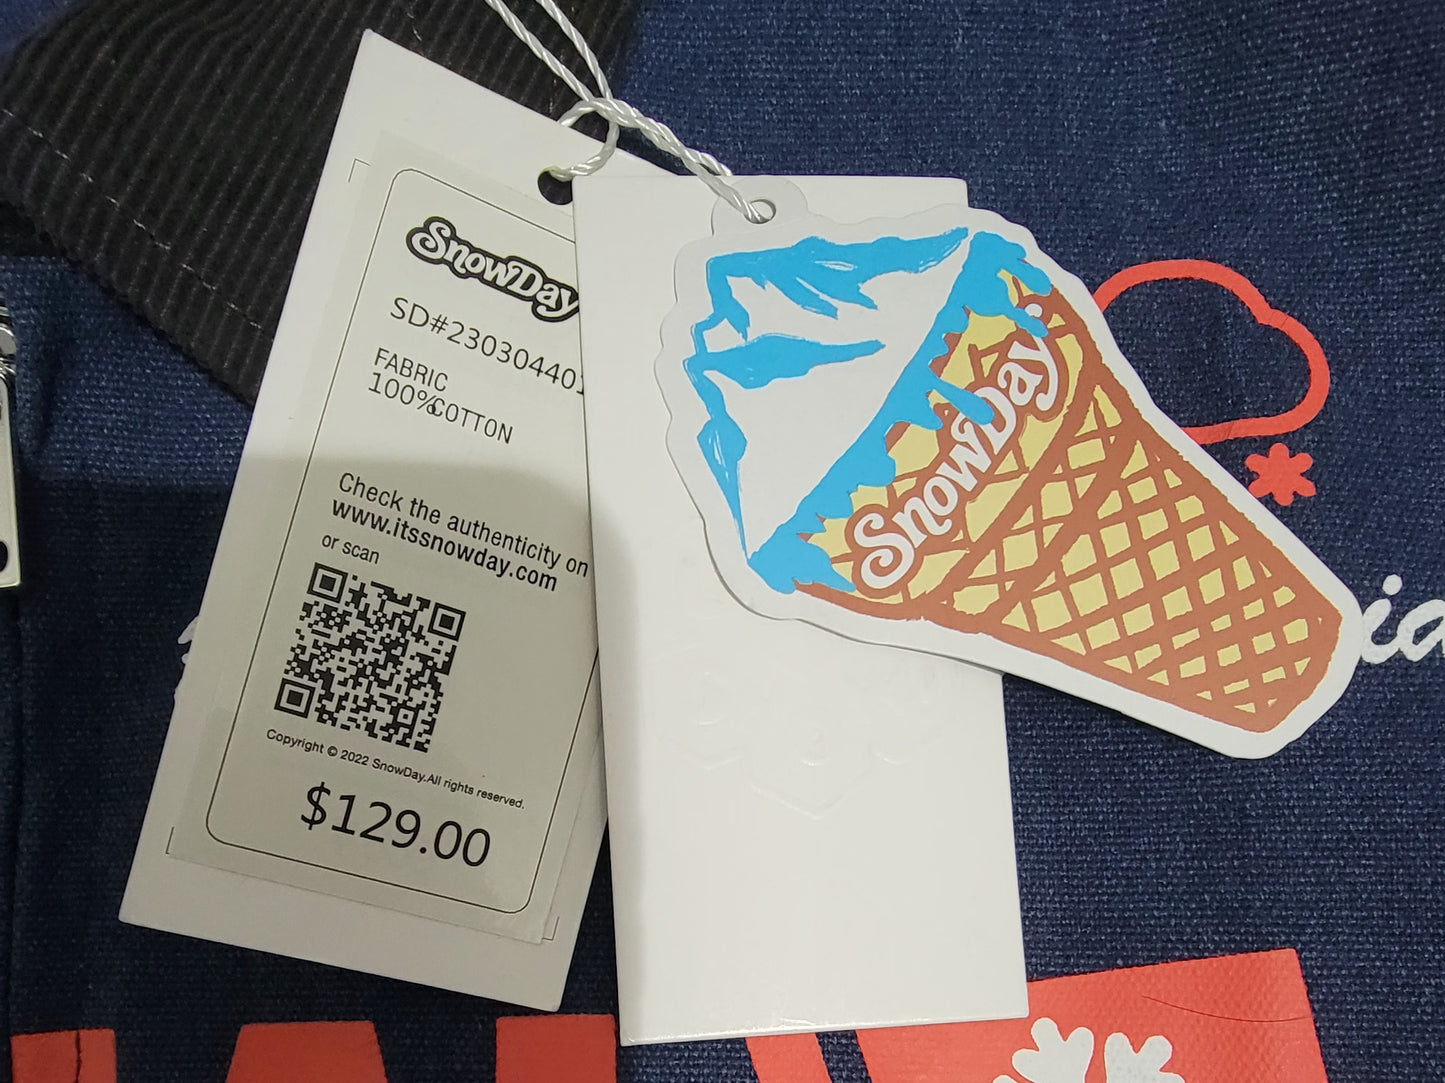 SnowDay
SD#23030440
FABRIC
100%COTTON
Check the authenticity on
www.itssnowday.com
or scan
Copyright © 2022 SnowDay.All rights reserved.
$129.00
SnowDay